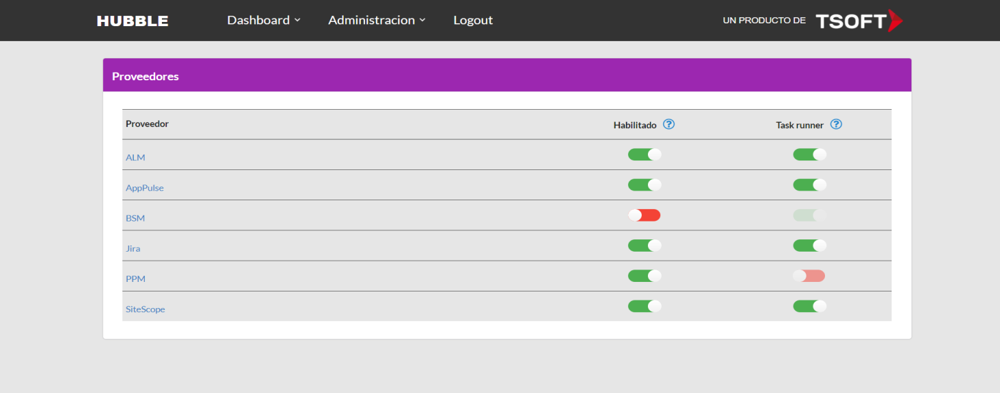 HUBBLE Dashboard Administracion Logout UN PRODUCTO DE TSOFT
Proveedores
Proveedor Habilitado ? Task runner ?
ALM
AppPulse
BSM
Jira
PPM
SiteScope